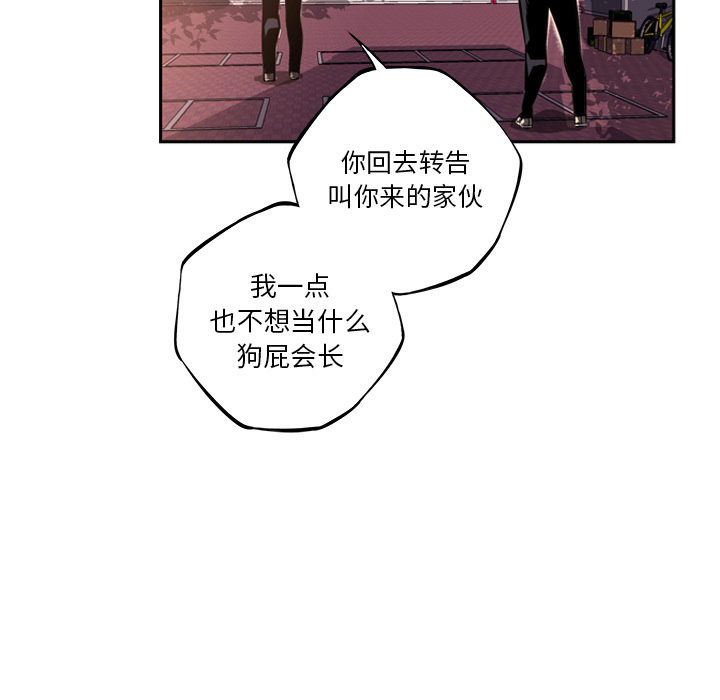 你回去转告
叫你来的家伙
我一点
也不想当什么
狗屁会长